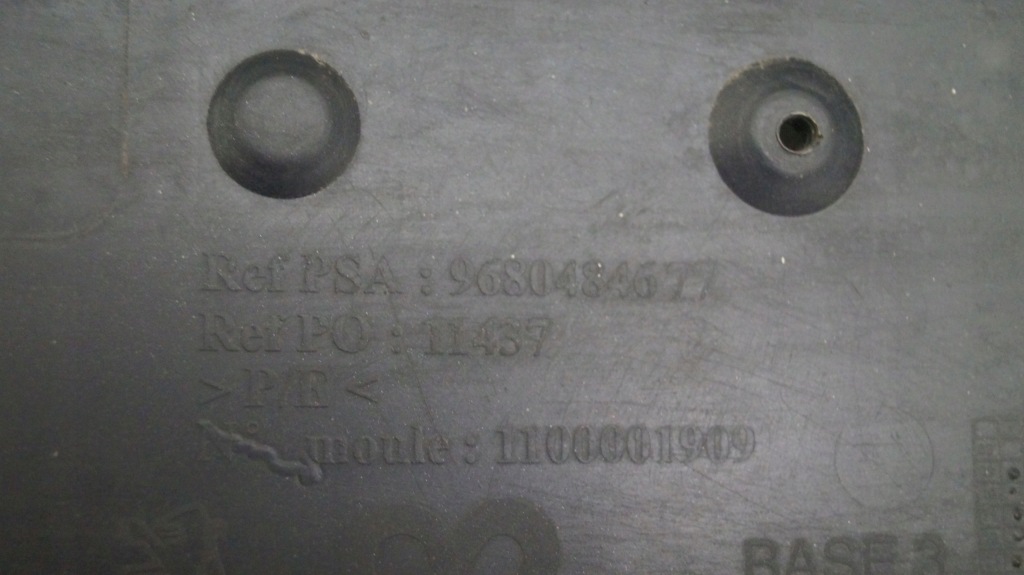 Ref PSA : 9680484677
Ref PO : 11437
> P/E <
N° moule : 1100001909
BASE 3